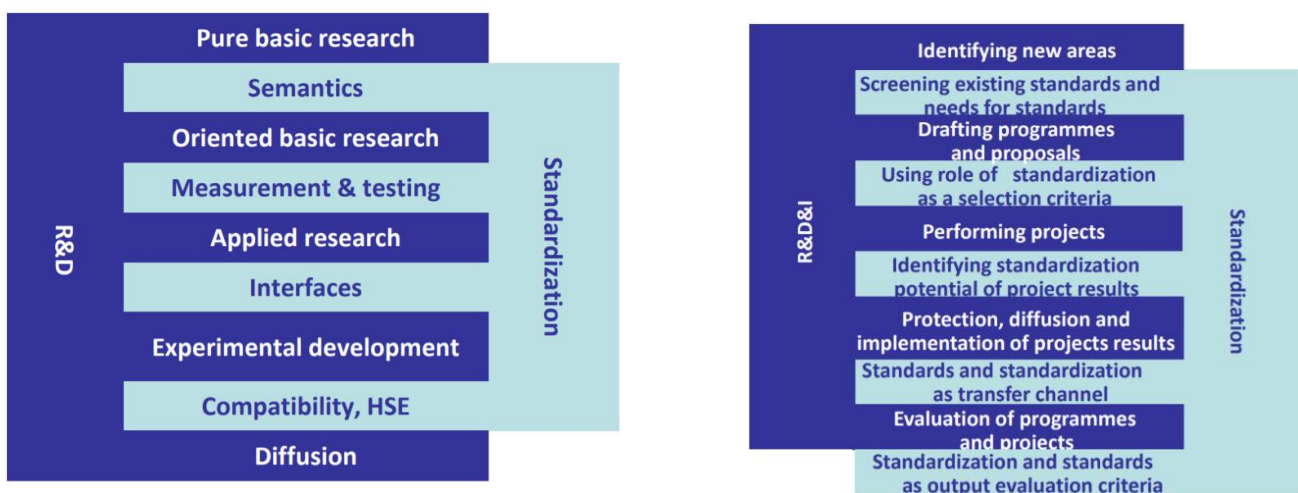 Pure basic research
Semantics
Oriented basic research
Measurement & testing
Applied research
Interfaces
Experimental development
Compatibility, HSE
Diffusion
R&D
Standardization
Identifying new areas
Screening existing standards and
needs for standards
Drafting programmes
and proposals
Using role of standardization
as a selection criteria
Performing projects
Identifying standardization
potential of project results
Protection, diffusion and
implementation of projects results
Standards and standardization
as transfer channel
Evaluation of programmes
and projects
Standardization and standards
as output evaluation criteria
R&D&I
Standardization